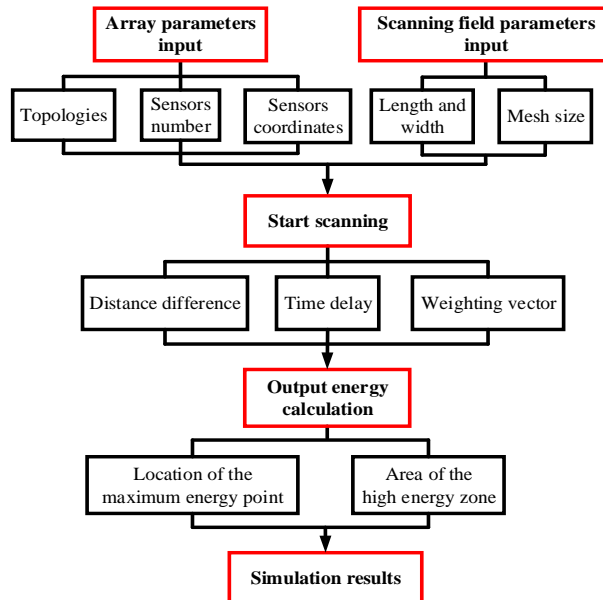 Array parameters
input
Scanning field parameters
input
Topologies
Sensors
number
Sensors
coordinates
Length and
width
Mesh size
Start scanning
Distance difference
Time delay
Weighting vector
Output energy
calculation
Location of the
maximum energy point
Area of the
high energy zone
Simulation results